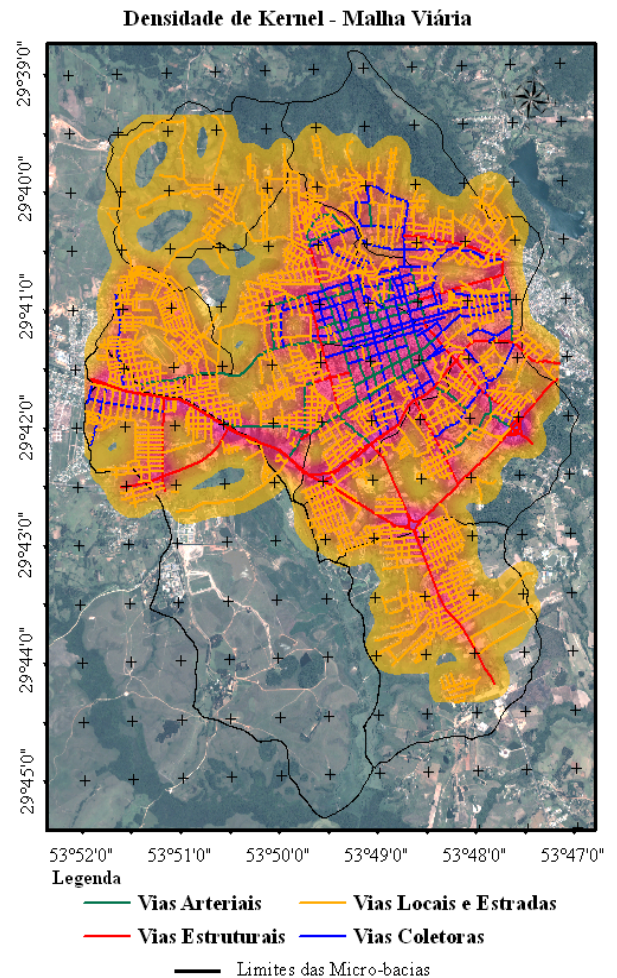 Densidade de Kernel - Malha Viária
29°39'0"
29°40'0"
29°41'0"
29°42'0"
29°43'0"
29°44'0"
29°45'0"
53°52'0" 53°51'0" 53°50'0" 53°49'0" 53°48'0" 53°47'0"
Legenda
Vias Arteriais Vias Locais e Estradas
Vias Estruturais Vias Coletoras
Limites das Micro-bacias